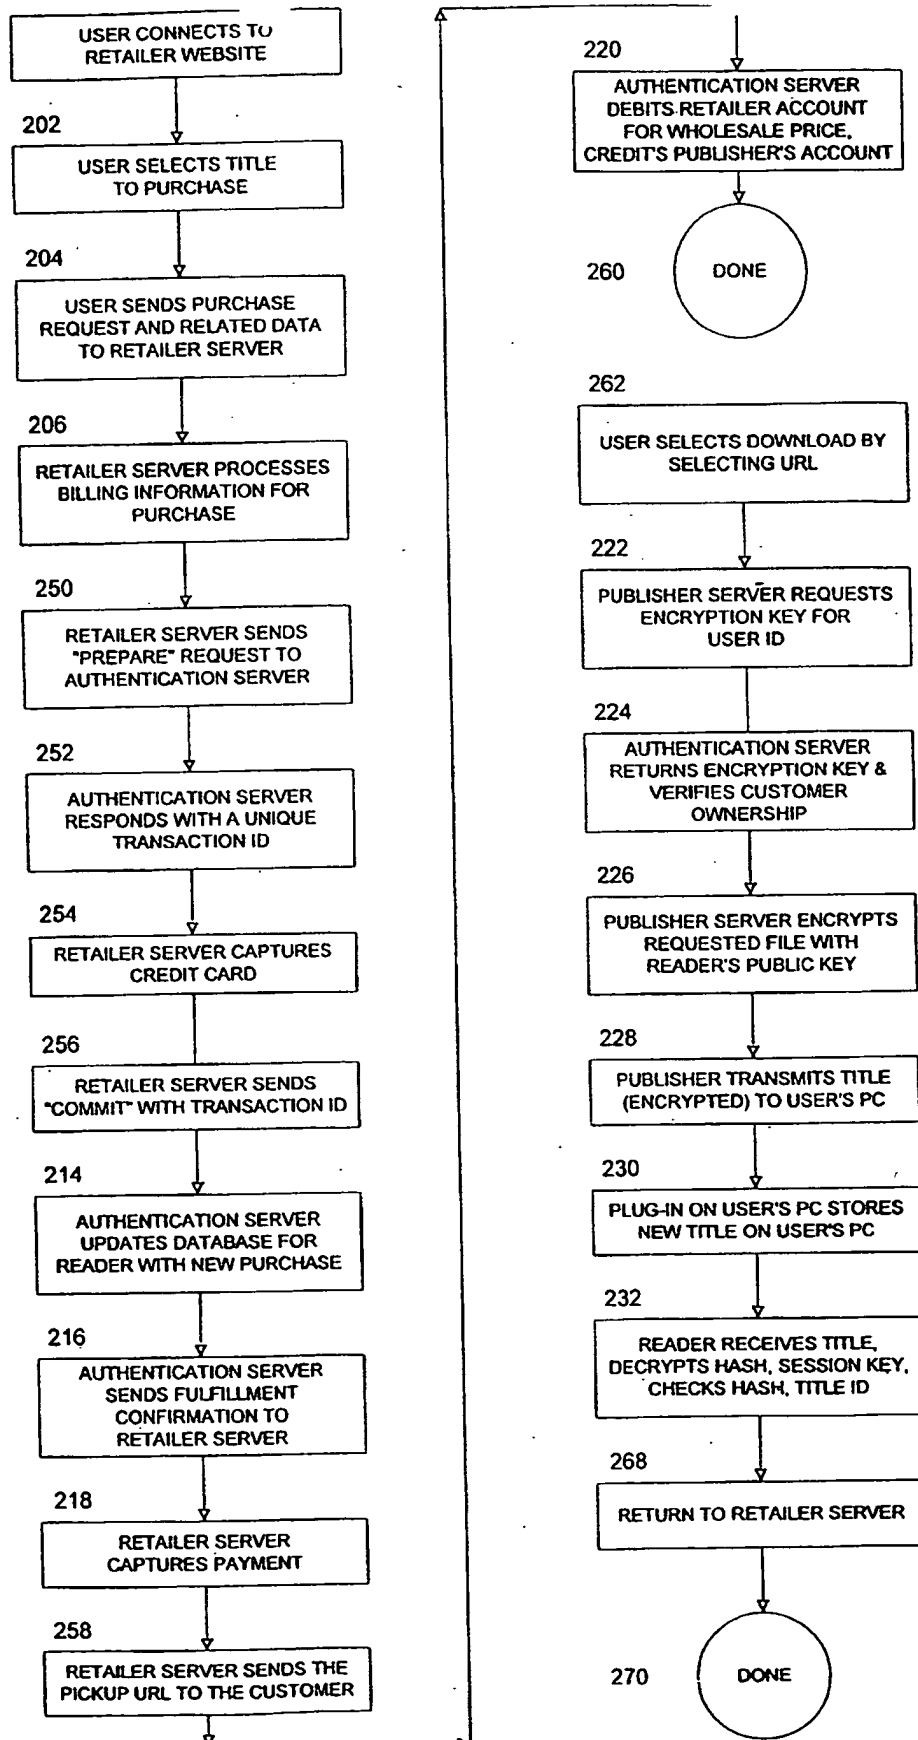 USER CONNECTS TO
RETAILER WEBSITE
202
USER SELECTS TITLE
TO PURCHASE
204
USER SENDS PURCHASE
REQUEST AND RELATED DATA
TO RETAILER SERVER
206
RETAILER SERVER PROCESSES
BILLING INFORMATION FOR
PURCHASE
250
RETAILER SERVER SENDS
"PREPARE" REQUEST TO
AUTHENTICATION SERVER
252
AUTHENTICATION SERVER
RESPONDS WITH A UNIQUE
TRANSACTION ID
254
RETAILER SERVER CAPTURES
CREDIT CARD
256
RETAILER SERVER SENDS
"COMMIT" WITH TRANSACTION ID
214
AUTHENTICATION SERVER
UPDATES DATABASE FOR
READER WITH NEW PURCHASE
216
AUTHENTICATION SERVER
SENDS FULFILLMENT
CONFIRMATION TO
RETAILER SERVER
218
RETAILER SERVER
CAPTURES PAYMENT
258
RETAILER SERVER SENDS THE
PICKUP URL TO THE CUSTOMER
220
AUTHENTICATION SERVER
DEBITS RETAILER ACCOUNT
FOR WHOLESALE PRICE,
CREDIT'S PUBLISHER'S ACCOUNT
260
DONE
262
USER SELECTS DOWNLOAD BY
SELECTING URL
222
PUBLISHER SERVER REQUESTS
ENCRYPTION KEY FOR
USER ID
224
AUTHENTICATION SERVER
RETURNS ENCRYPTION KEY &
VERIFIES CUSTOMER
OWNERSHIP
226
PUBLISHER SERVER ENCRYPTS
REQUESTED FILE WITH
READER'S PUBLIC KEY
228
PUBLISHER TRANSMITS TITLE
(ENCRYPTED) TO USER'S PC
230
PLUG-IN ON USER'S PC STORES
NEW TITLE ON USER'S PC
232
READER RECEIVES TITLE,
DECRYPTS HASH, SESSION KEY,
CHECKS HASH, TITLE ID
268
RETURN TO RETAILER SERVER
270
DONE